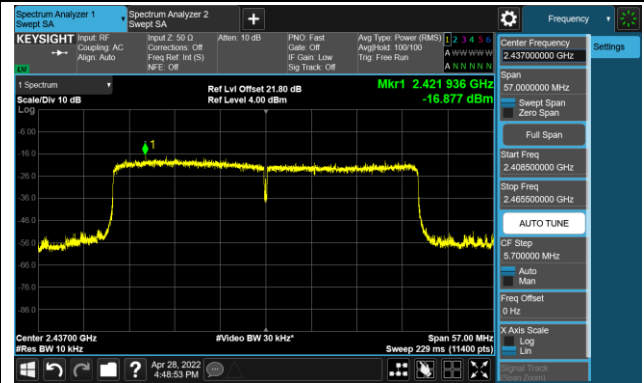 Spectrum Analyzer 1
Swept SA
Spectrum Analyzer 2
Swept SA
+
Frequency
KEYSIGHT
Input: RF
Coupling: AC
Align: Auto
Input Z: 50 Ω
Corrections: Off
Freq Ref: Int (S)
NFE: Off
Atten: 10 dB
PNO: Fast
Gate: Off
IF Gain: Low
Sig Track: Off
Avg Type: Power (RMS)
Avg|Hold: 100/100
Trig: Free Run
1 2 3 4 5 6
A W W W W W
A N N N N N
Center Frequency
2.437000000 GHz
Settings
Span
57.0000000 MHz
Swept Span
Zero Span
Full Span
Start Freq
2.408500000 GHz
Stop Freq
2.465500000 GHz
AUTO TUNE
CF Step
5.700000 MHz
Auto
Man
Freq Offset
0 Hz
X Axis Scale
Log
Lin
Signal Track
(Span Zoom)
1 Spectrum
Scale/Div 10 dB
Log
Ref Lvl Offset 21.80 dB
Ref Level 4.00 dBm
Mkr1 2.421 936 GHz
-16.877 dBm
1
-6.00
-16.0
-26.0
-36.0
-46.0
-56.0
-66.0
-76.0
-86.0
Center 2.43700 GHz
#Res BW 10 kHz
#Video BW 30 kHz*
Span 57.00 MHz
Sweep 229 ms (11400 pts)
?
Apr 28, 2022
4:48:53 PM